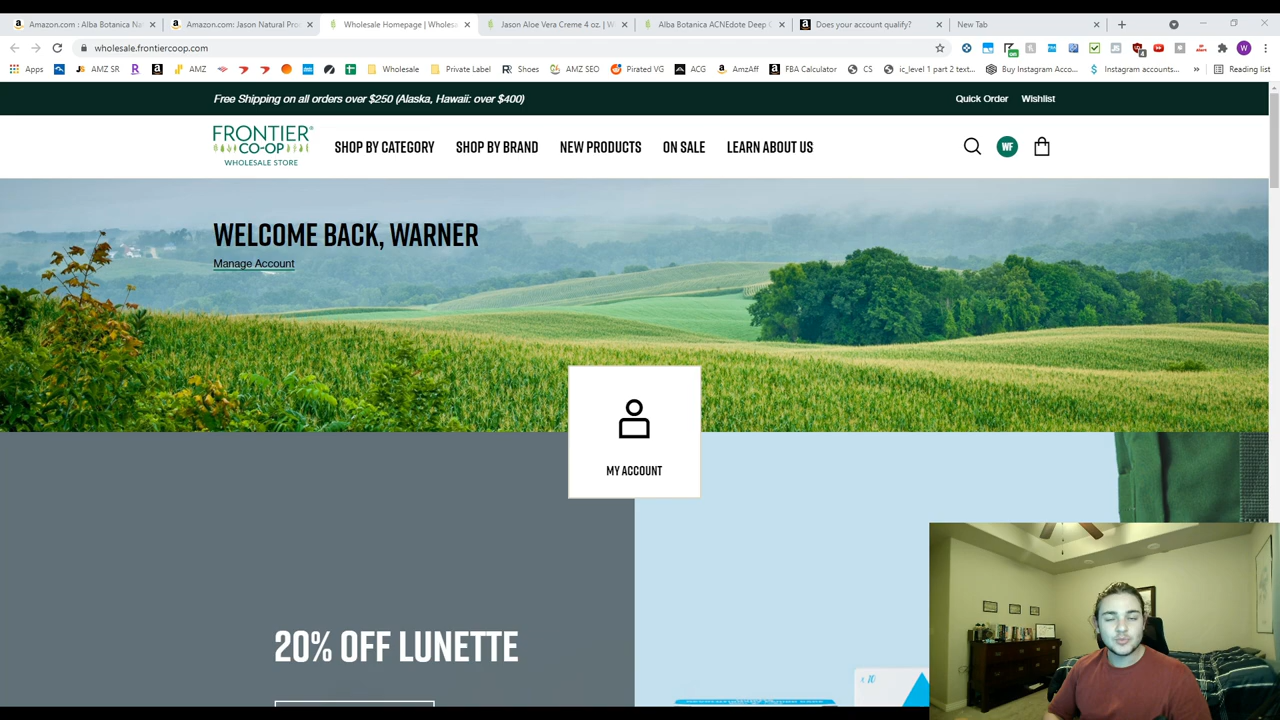 Amazon.com : Alba Botanica Na
Amazon.com: Jason Natural Pro
Wholesale Homepage | Wholesa
Jason Aloe Vera Creme 4 oz. | W
Alba Botanica ACNEdote Deep C
Does your account qualify?
New Tab
wholesale.frontiercoop.com
W
Apps
AMZ SR
AMZ
Wholesale
Private Label
Shoes
AMZ SEO
Pirated VG
ACG
AmzAff
FBA Calculator
CS
ic_level 1 part 2 text...
Buy Instagram Acco...
Instagram accounts...
»
Reading list
Free Shipping on all orders over $250 (Alaska, Hawaii: over $400)
Quick Order
Wishlist
FRONTIER®
CO-OP
WHOLESALE STORE
SHOP BY CATEGORY
SHOP BY BRAND
NEW PRODUCTS
ON SALE
LEARN ABOUT US
WF
WELCOME BACK, WARNER
Manage Account
MY ACCOUNT
20% OFF LUNETTE